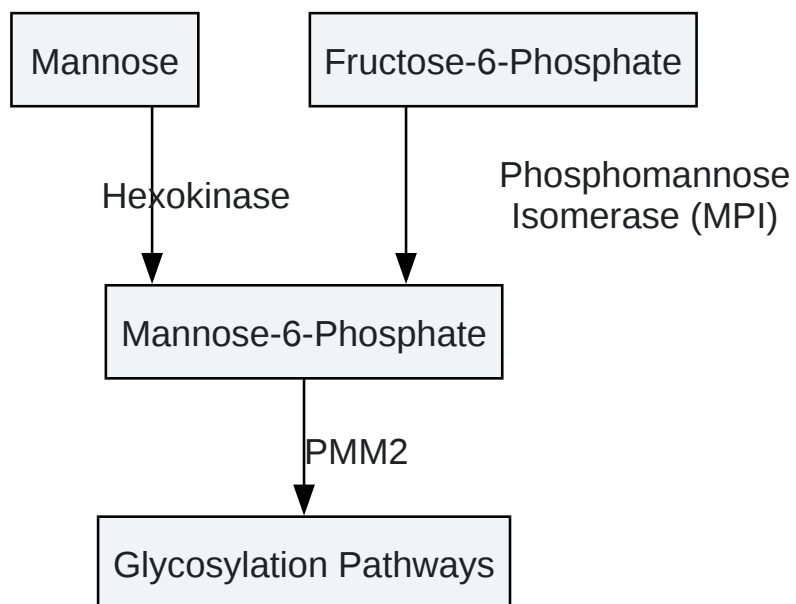 Mannose
Fructose-6-Phosphate
Hexokinase
Phosphomannose
Isomerase (MPI)
Mannose-6-Phosphate
PMM2
Glycosylation Pathways